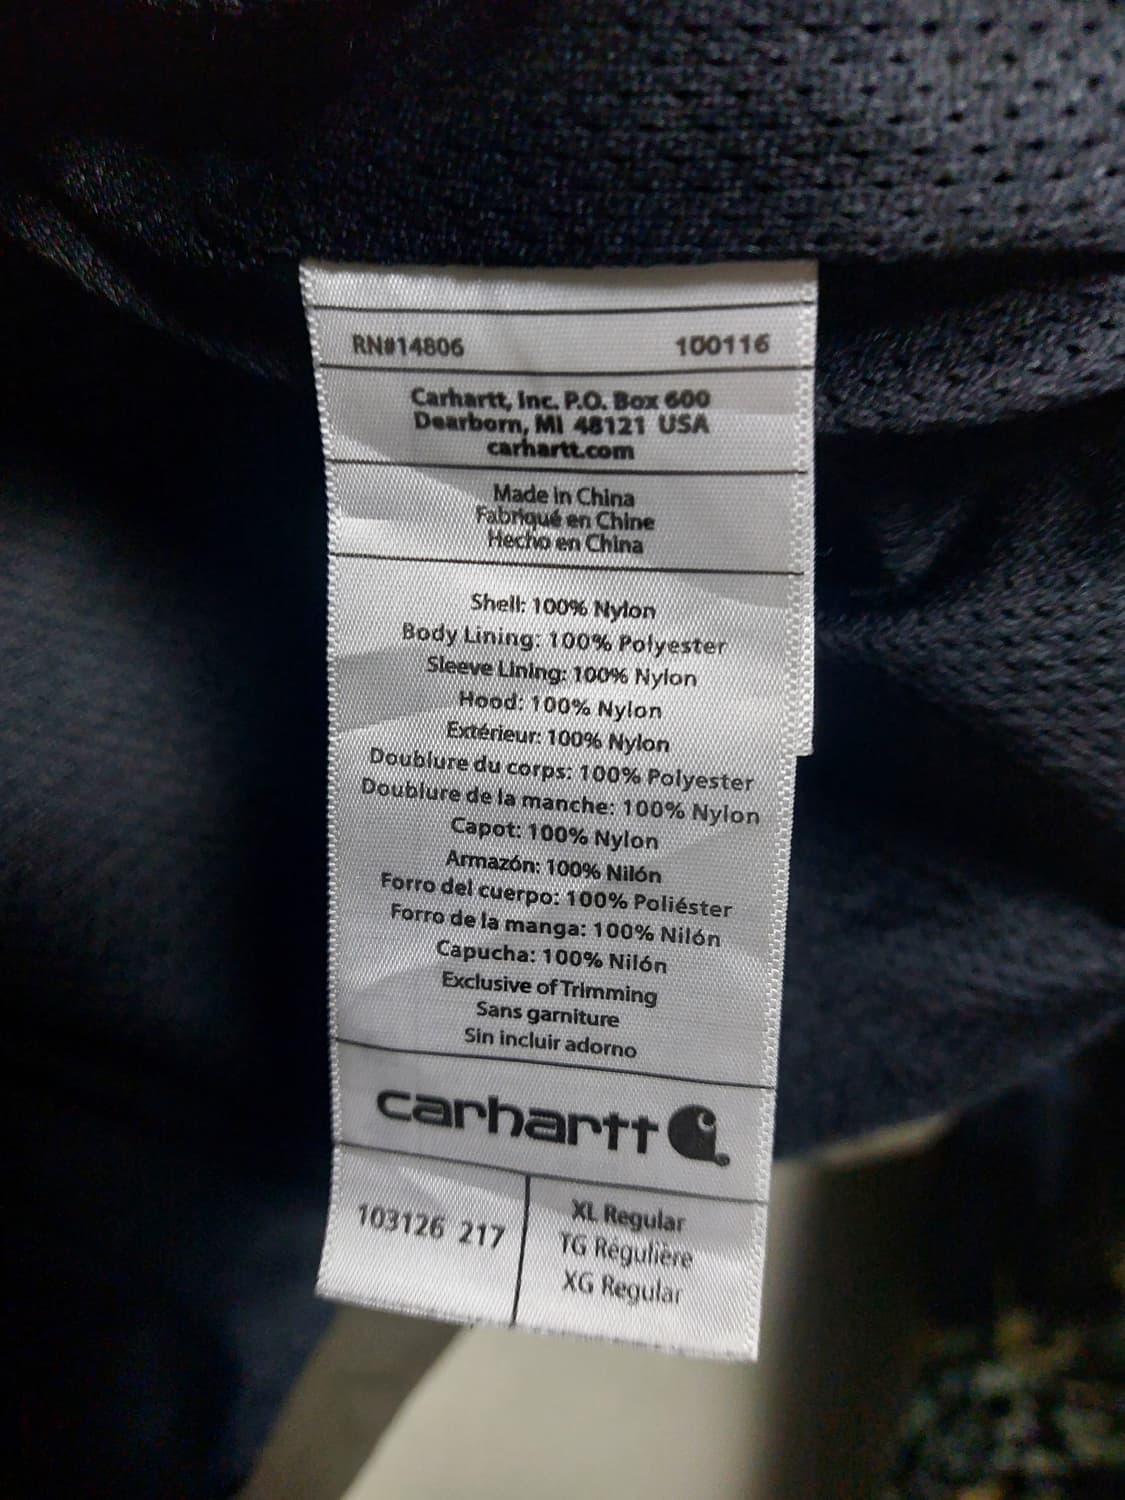 RN#14806 100116
Carhartt, Inc. P.O. Box 600
Dearborn, MI 48121 USA
carhartt.com
Made in China
Fabriqué en Chine
Hecho en China
Shell: 100% Nylon
Body Lining: 100% Polyester
Sleeve Lining: 100% Nylon
Hood: 100% Nylon
Extérieur: 100% Nylon
Doublure du corps: 100% Polyester
Doublure de la manche: 100% Nylon
Capot: 100% Nylon
Armazón: 100% Nilón
Forro del cuerpo: 100% Poliéster
Forro de la manga: 100% Nilón
Capucha: 100% Nilón
Exclusive of Trimming
Sans garniture
Sin incluir adorno
carhartt
103126 217
XL Regular
TG Régulière
XG Regular